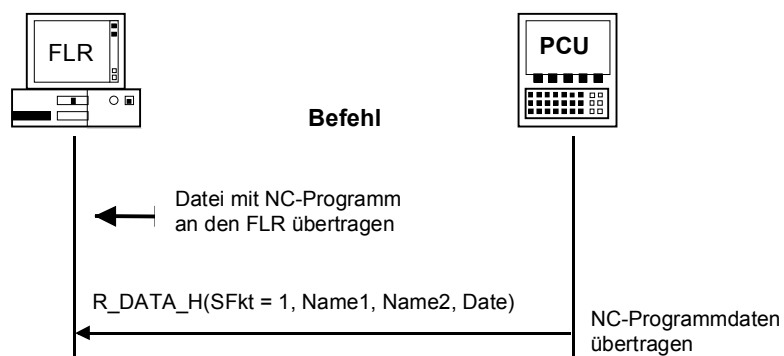 FLR
PCU
Befehl
Datei mit NC-Programm
an den FLR übertragen
R_DATA_H(SFkt = 1, Name1, Name2, Date)
NC-Programmdaten
übertragen